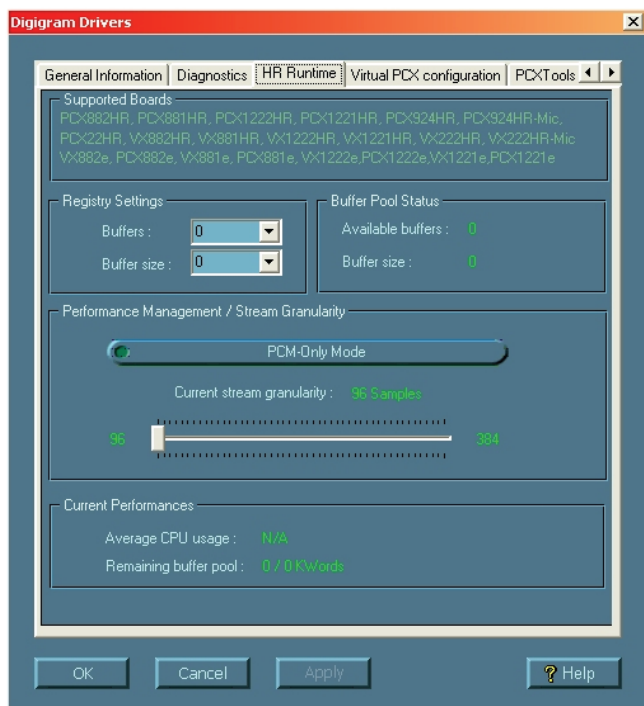 Digigram Drivers
General Information
Diagnostics
HR Runtime
Virtual PCX configuration
PCXTools
Supported Boards
PCX882HR, PCX881HR, PCX1222HR, PCX1221HR, PCX924HR, PCX924HR-Mic,
PCX22HR, VX882HR, VX881HR, VX1222HR, VX1221HR, VX222HR, VX222HR-Mic
VX882e, PCX882e, VX881e, PCX881e, VX1222e,PCX1222e,VX1221e,PCX1221e
Registry Settings
Buffers : 0
Buffer size : 0
Buffer Pool Status
Available buffers : 0
Buffer size : 0
Performance Management / Stream Granularity
PCM-Only Mode
Current stream granularity : 96 Samples
96 384
Current Performances
Average CPU usage : N/A
Remaining buffer pool : 0 / 0 KWords
OK
Cancel
Apply
? Help